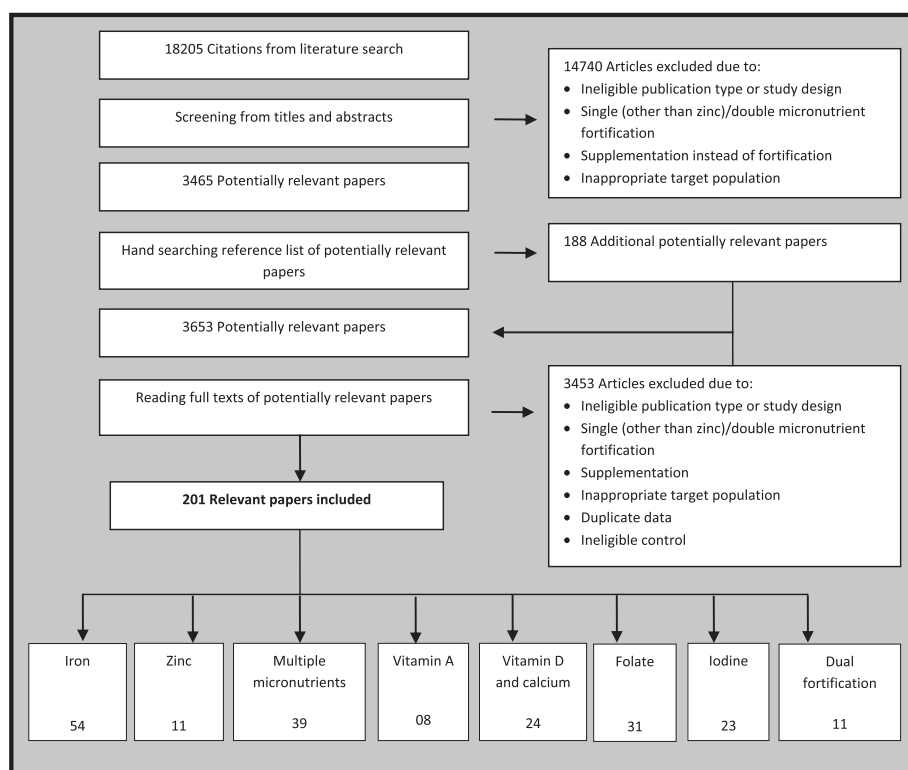 18205 Citations from literature search
14740 Articles excluded due to:
• Ineligible publication type or study design
• Single (other than zinc)/double micronutrient
fortification
• Supplementation instead of fortification
• Inappropriate target population
Screening from titles and abstracts
3465 Potentially relevant papers
Hand searching reference list of potentially relevant
papers
188 Additional potentially relevant papers
3653 Potentially relevant papers
Reading full texts of potentially relevant papers
3453 Articles excluded due to:
• Ineligible publication type or study design
• Single (other than zinc)/double micronutrient
fortification
• Supplementation
• Inappropriate target population
• Duplicate data
• Ineligible control
201 Relevant papers included
Iron
54
Zinc
11
Multiple
micronutrients
39
Vitamin A
08
Vitamin D
and calcium
24
Folate
31
Iodine
23
Dual
fortification
11